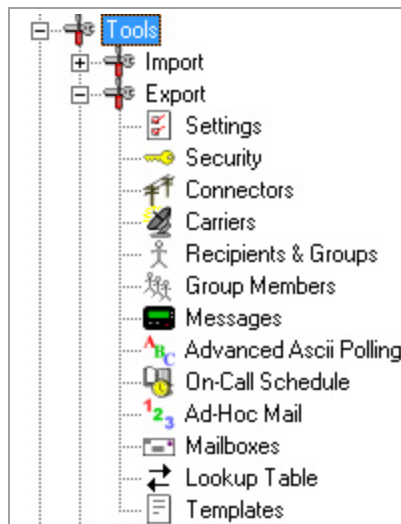 Tools
Import
Export
Settings
Security
Connectors
Carriers
Recipients & Groups
Group Members
Messages
Advanced Ascii Polling
On-Call Schedule
Ad-Hoc Mail
Mailboxes
Lookup Table
Templates